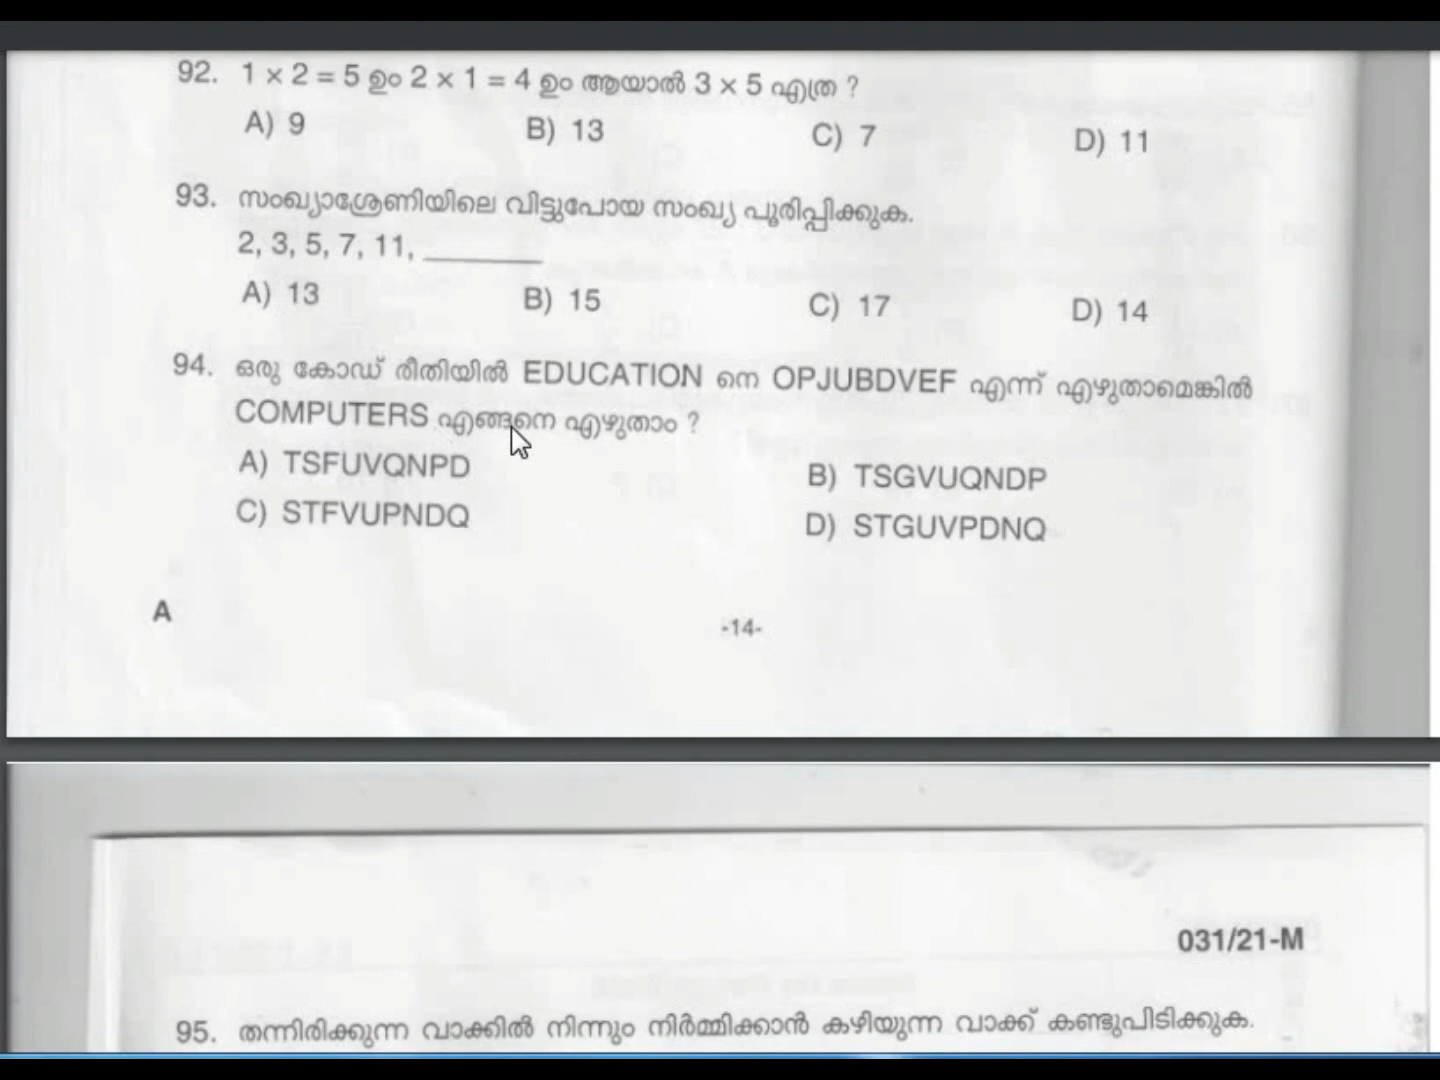 92. 1 × 2 = 5 ഉം 2 × 1 = 4 ഉം ആയാൽ 3 × 5 എത്ര ?
A) 9 B) 13 C) 7 D) 11
93. സംഖ്യാശ്രേണിയിലെ വിട്ടുപോയ സംഖ്യ പൂരിപ്പിക്കുക.
2, 3, 5, 7, 11, ________
A) 13 B) 15 C) 17 D) 14
94. ഒരു കോഡ് രീതിയിൽ EDUCATION നെ OPJUBDVEF എന്ന് എഴുതാമെങ്കിൽ
COMPUTERS എങ്ങനെ എഴുതാം ?
A) TSFUVQNPD B) TSGVUQNDP
C) STFVUPNDQ D) STGUVPDNQ
A -14-
031/21-M
95. തന്നിരിക്കുന്ന വാക്കിൽ നിന്നും നിർമ്മിക്കാൻ കഴിയുന്ന വാക്ക് കണ്ടുപിടിക്കുക.